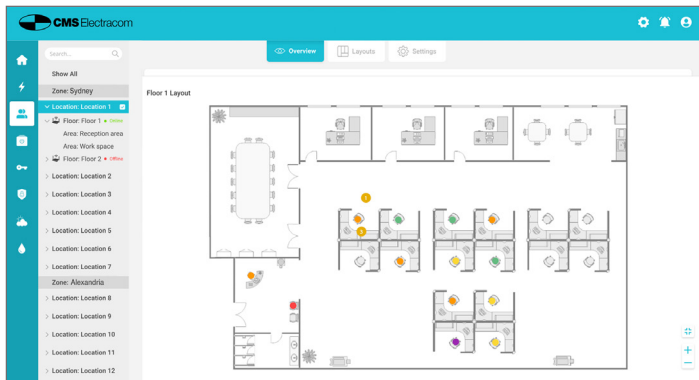 CMS Electracom
Overview
Layouts
Settings
Search...
Show All
Zone: Sydney
Location: Location 1
Floor: Floor 1 • Online
Area: Reception area
Area: Work space
Floor: Floor 2 • Offline
Location: Location 2
Location: Location 3
Location: Location 4
Location: Location 5
Location: Location 6
Location: Location 7
Zone: Alexandria
Location: Location 8
Location: Location 9
Location: Location 10
Location: Location 11
Location: Location 12
Floor 1 Layout